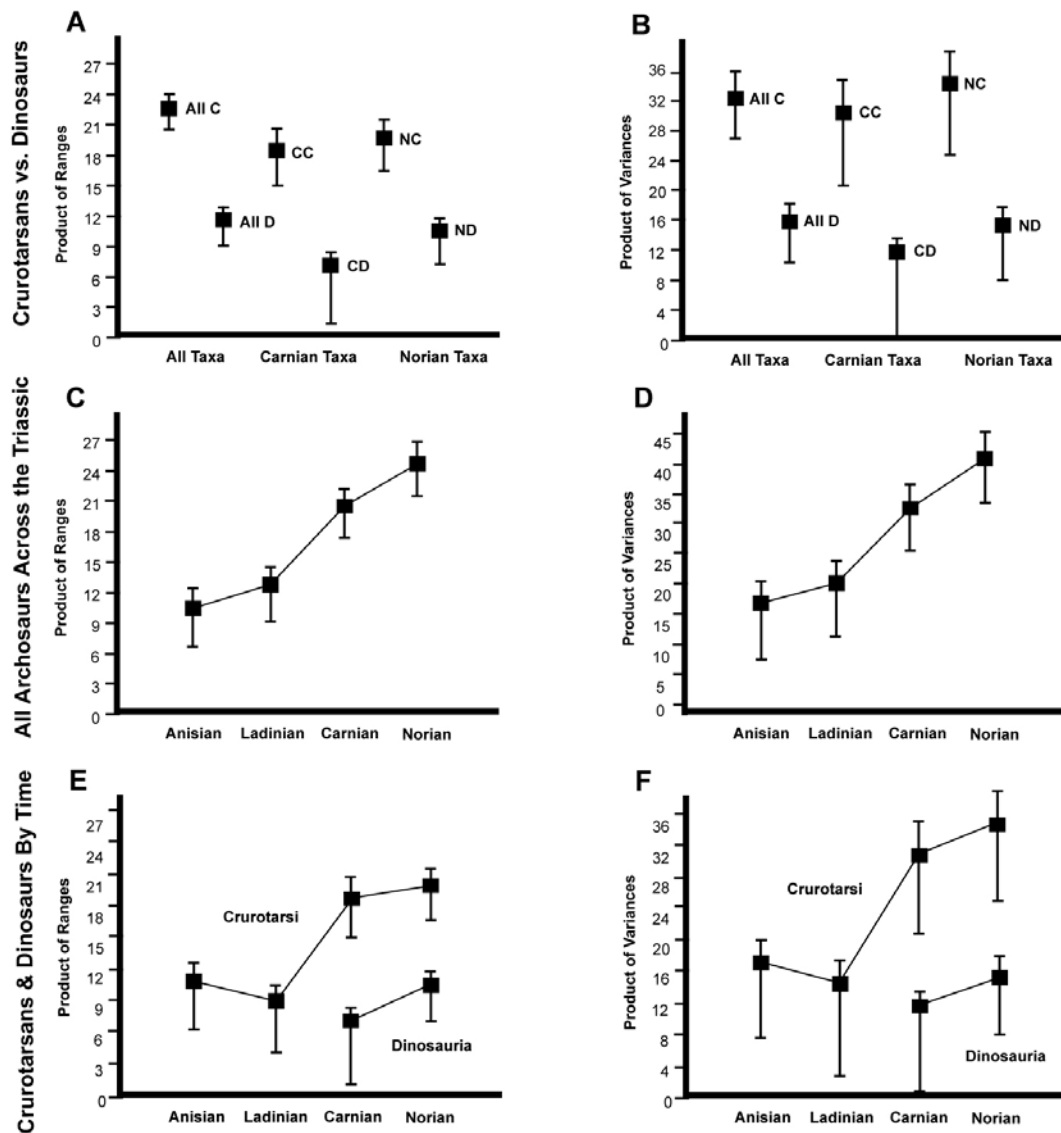 Crurotarsans vs. Dinosaurs
A
Product of Ranges
27
24
21
18
15
12
9
6
3
0
All C
All D
CC
CD
NC
ND
All Taxa Carnian Taxa Norian Taxa
B
Product of Variances
36
32
28
24
20
16
12
8
4
0
All C
All D
CC
CD
NC
ND
All Taxa Carnian Taxa Norian Taxa
All Archosaurs Across the Triassic
C
Product of Ranges
27
24
21
18
15
12
9
6
3
0
Anisian Ladinian Carnian Norian
D
Product of Variances
45
40
35
30
25
20
15
10
5
0
Anisian Ladinian Carnian Norian
Crurotarsans & Dinosaurs By Time
E
Product of Ranges
27
24
21
18
15
12
9
6
3
0
Crurotarsi
Dinosauria
Anisian Ladinian Carnian Norian
F
Product of Variances
36
32
28
24
20
16
12
8
4
0
Crurotarsi
Dinosauria
Anisian Ladinian Carnian Norian